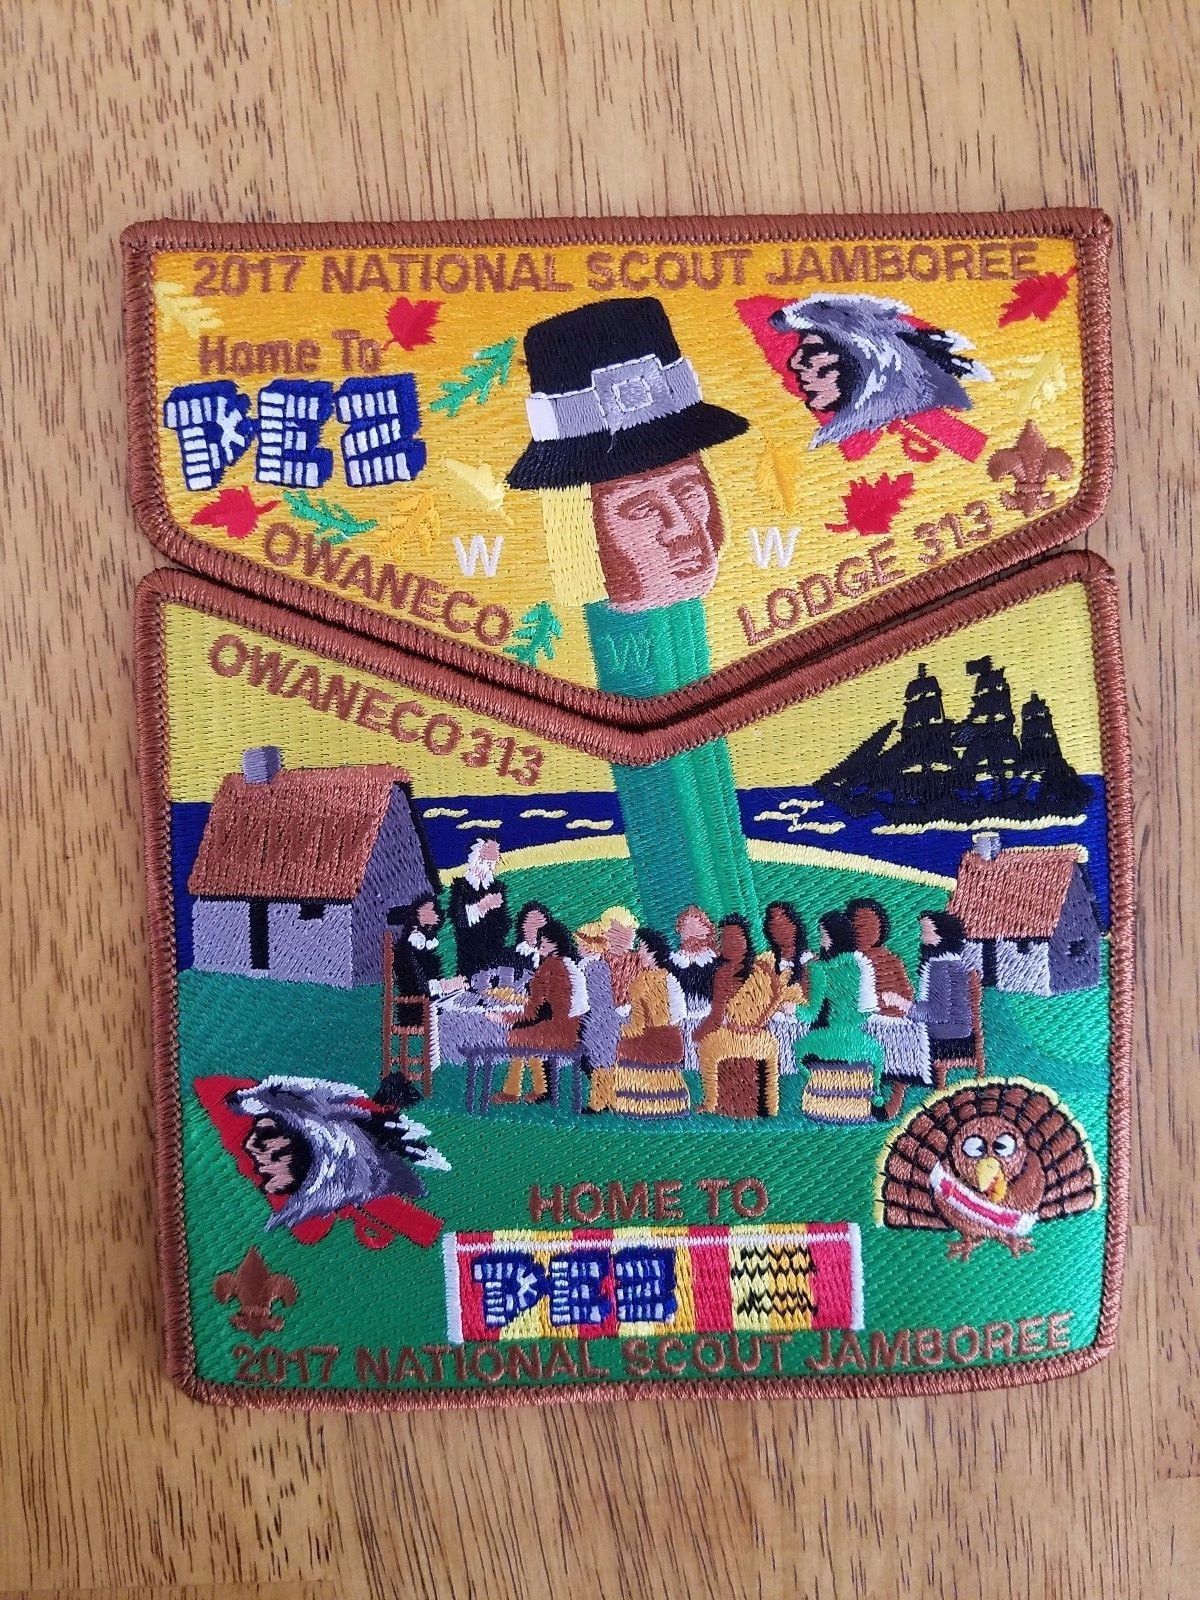 2017 NATIONAL SCOUT JAMBOREE
Home To
PEZ
OWANECO
W W
LODGE 313
W
OWANECO 313
HOME TO
PEZ
2017 NATIONAL SCOUT JAMBOREE